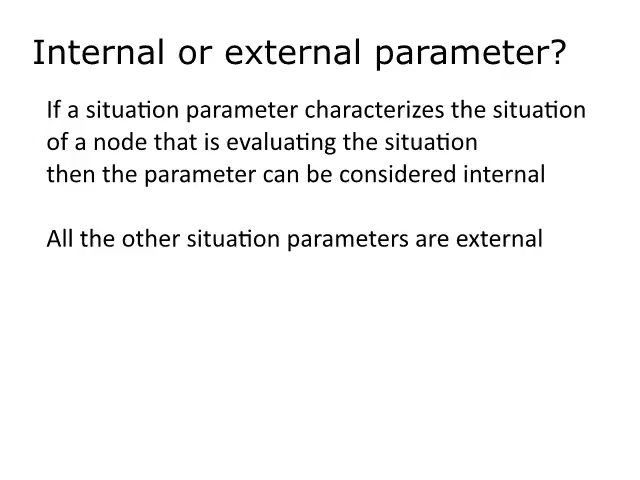 Internal or external parameter?
If a situation parameter characterizes the situation
of a node that is evaluating the situation
then the parameter can be considered internal
All the other situation parameters are external